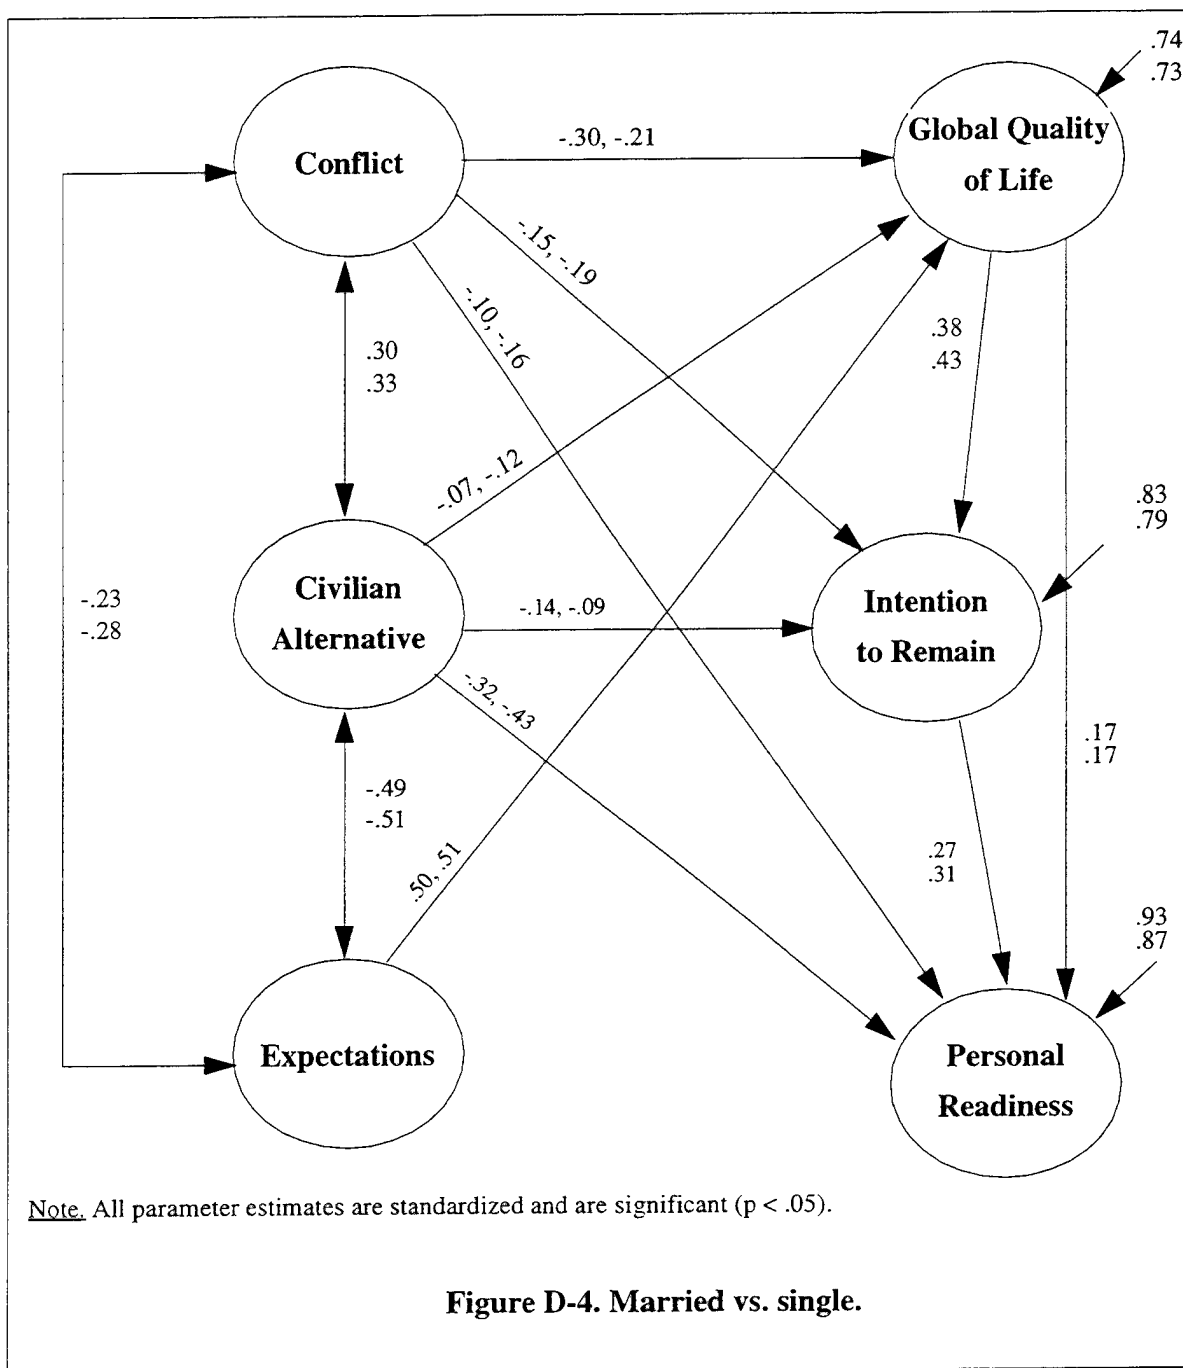 .74
.73
Conflict
Global Quality
of Life
-.30, -.21
-.15, -.19
-.10, -.16
.30
.33
.38
.43
-.07, -.12
.83
.79
Civilian
Alternative
Intention
to Remain
-.14, -.09
-.23
-.28
-.32, -.43
.17
.17
-.49
-.51
.50, .51
.27
.31
.93
.87
Expectations
Personal
Readiness
Note. All parameter estimates are standardized and are significant (p < .05).
Figure D-4. Married vs. single.